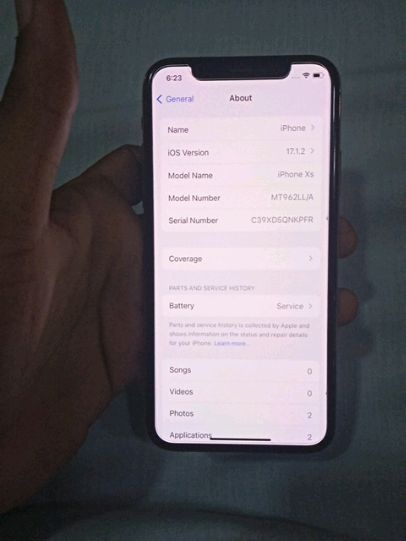 6:23
General
About
Name iPhone
iOS Version 17.1.2
Model Name iPhone Xs
Model Number MT962LL/A
Serial Number C39XD5QNKPFR
Coverage
PARTS AND SERVICE HISTORY
Battery Service
Parts and service history is collected by Apple and
shows information on the status and repair details
for your iPhone. Learn more...
Songs 0
Videos 0
Photos 2
Applications 2